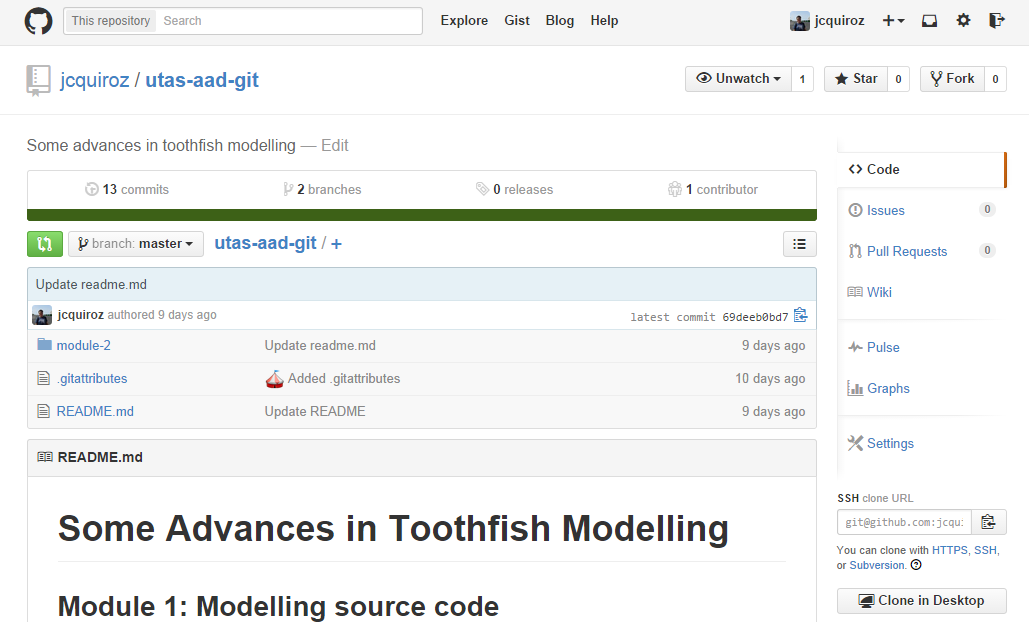 This repository Search Explore Gist Blog Help jcquiroz
jcquiroz / utas-aad-git Unwatch 1 Star 0 Fork 0
Some advances in toothfish modelling — Edit
13 commits 2 branches 0 releases 1 contributor
branch: master utas-aad-git / +
Update readme.md
jcquiroz authored 9 days ago latest commit 69deeb0bd7
module-2 Update readme.md 9 days ago
.gitattributes Added .gitattributes 10 days ago
README.md Update README 9 days ago
README.md
Some Advances in Toothfish Modelling
Module 1: Modelling source code
Code
Issues 0
Pull Requests 0
Wiki
Pulse
Graphs
Settings
SSH clone URL
git@github.com:jcqu
You can clone with HTTPS, SSH,
or Subversion.
Clone in Desktop